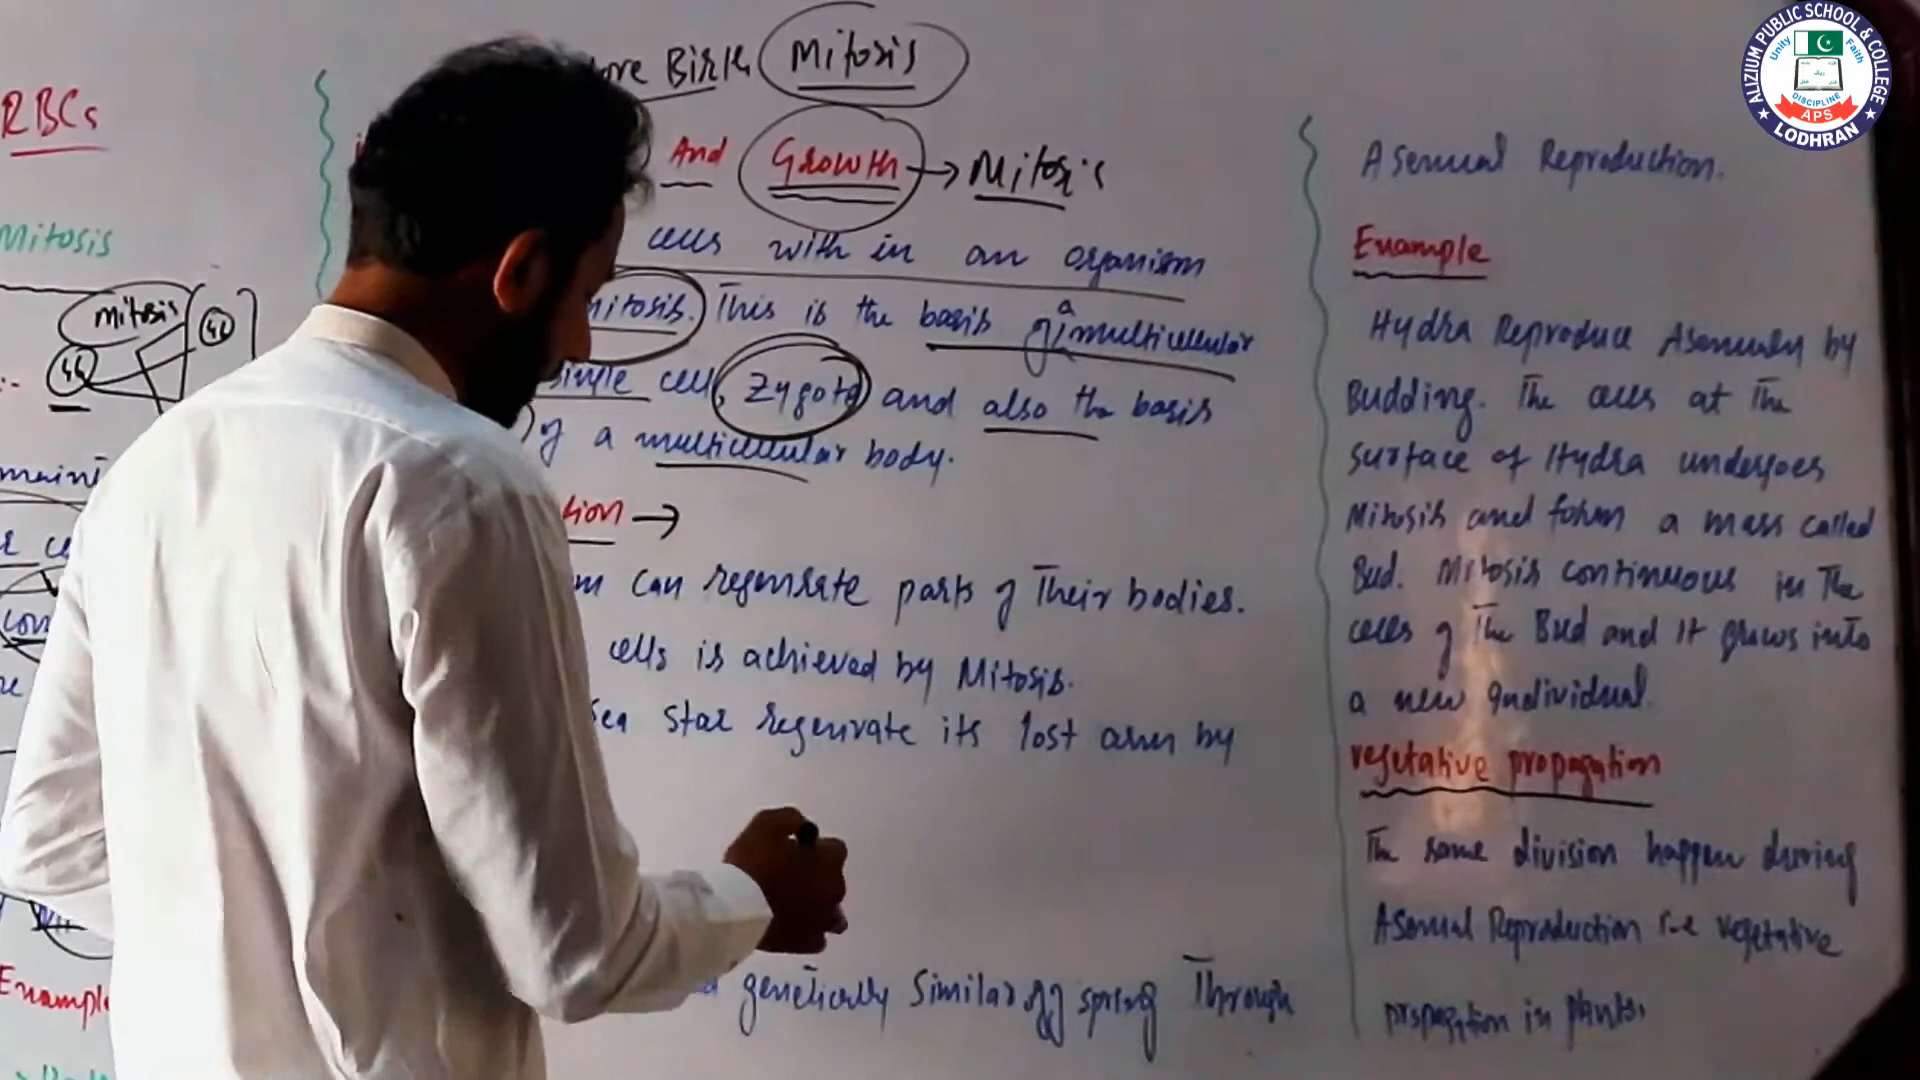 RBCs
Mitosis
mitosis
46
44
Example
Birth Mitosis
And Growth → Mitosis
cells with in an organism
mitosis. This is the basis of a multicellular
single cell, zygote and also the basis
of a multicellular body.
→
can regenrate parts of Their bodies.
cells is achieved by Mitosis.
Sea star regenrate its lost arm by
genetically Similar offspring Through
Asexual Reproduction.
Example
Hydra Reproduce Asexually by
Budding. The cells at The
surface of Hydra undergoes
Mitosis and form a mass called
Bud. Mitosis continuous in The
cells of The Bud and it grows into
a new individual.
vegetative propagation
The same division happen during
Asexual Reproduction i-e vegetative
propagation in plants.
ALIZIUM PUBLIC SCHOOL & COLLEGE
Unity
Faith
DISCIPLINE
APS
LODHRAN